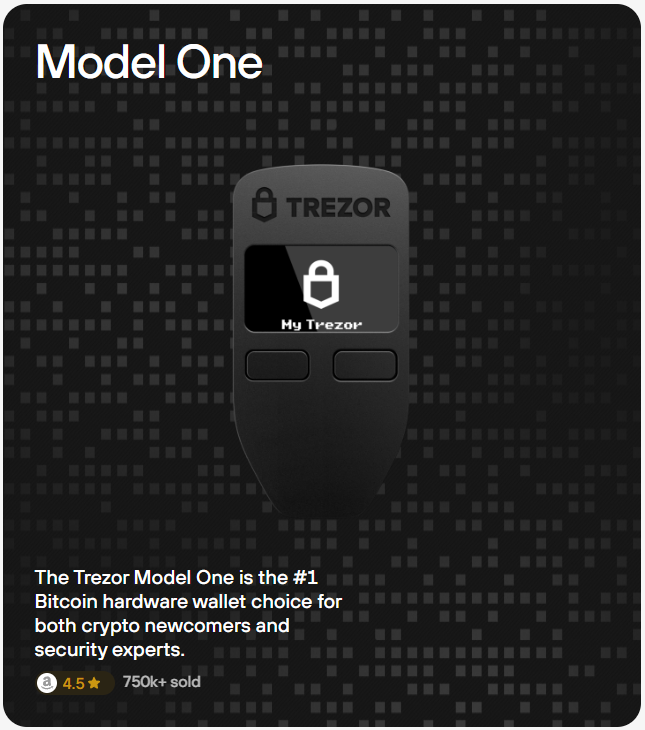 Model One
TREZOR
My Trezor
The Trezor Model One is the #1
Bitcoin hardware wallet choice for
both crypto newcomers and
security experts.
a 4.5 750k+ sold